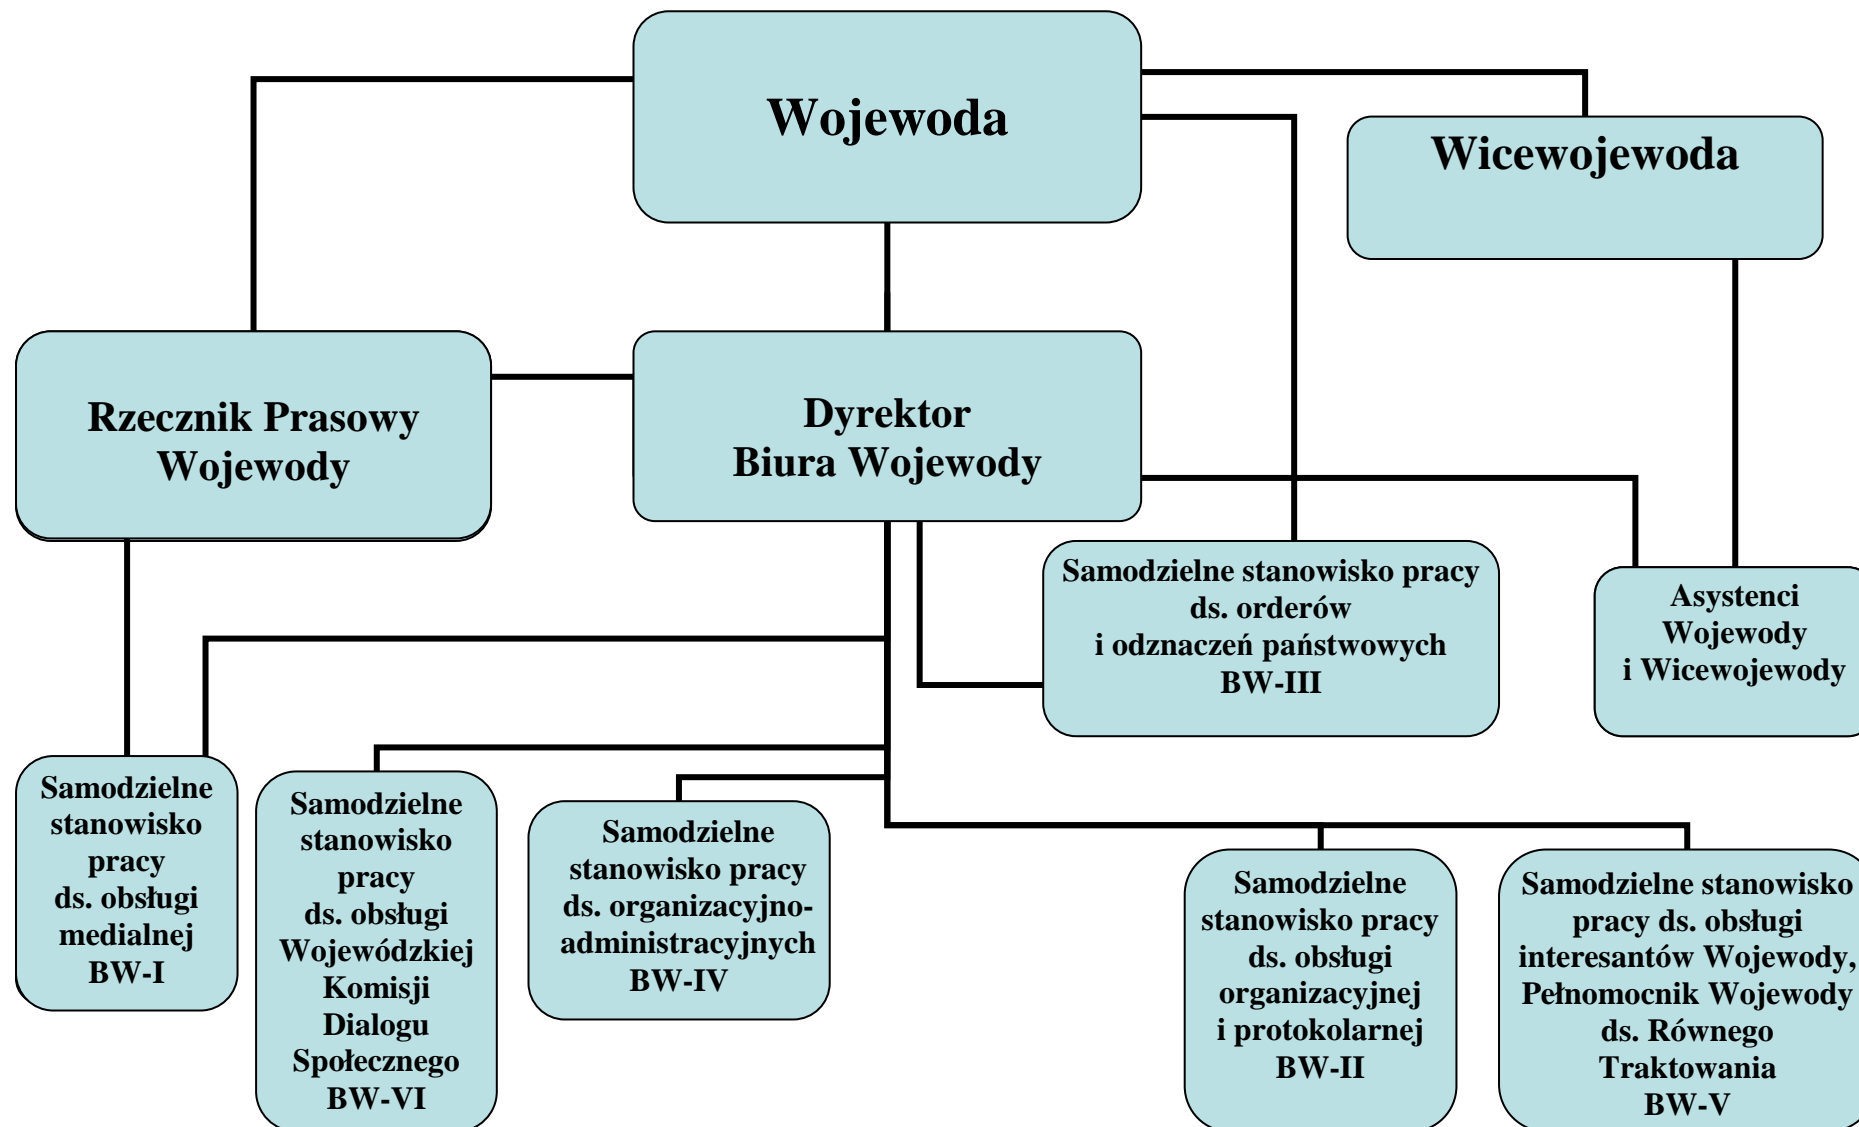 Wojewoda
Wicewojewoda
Rzecznik Prasowy
Wojewody
Dyrektor
Biura Wojewody
Samodzielne stanowisko pracy
ds. orderów
i odznaczeń państwowych
BW-III
Asystenci
Wojewody
i Wicewojewody
Samodzielne
stanowisko
pracy
ds. obsługi
medialnej
BW-I
Samodzielne
stanowisko
pracy
ds. obsługi
Wojewódzkiej
Komisji
Dialogu
Społecznego
BW-VI
Samodzielne
stanowisko pracy
ds. organizacyjno-
administracyjnych
BW-IV
Samodzielne
stanowisko pracy
ds. obsługi
organizacyjnej
i protokolarnej
BW-II
Samodzielne stanowisko
pracy ds. obsługi
interesantów Wojewody,
Pełnomocnik Wojewody
ds. Równego
Traktowania
BW-V